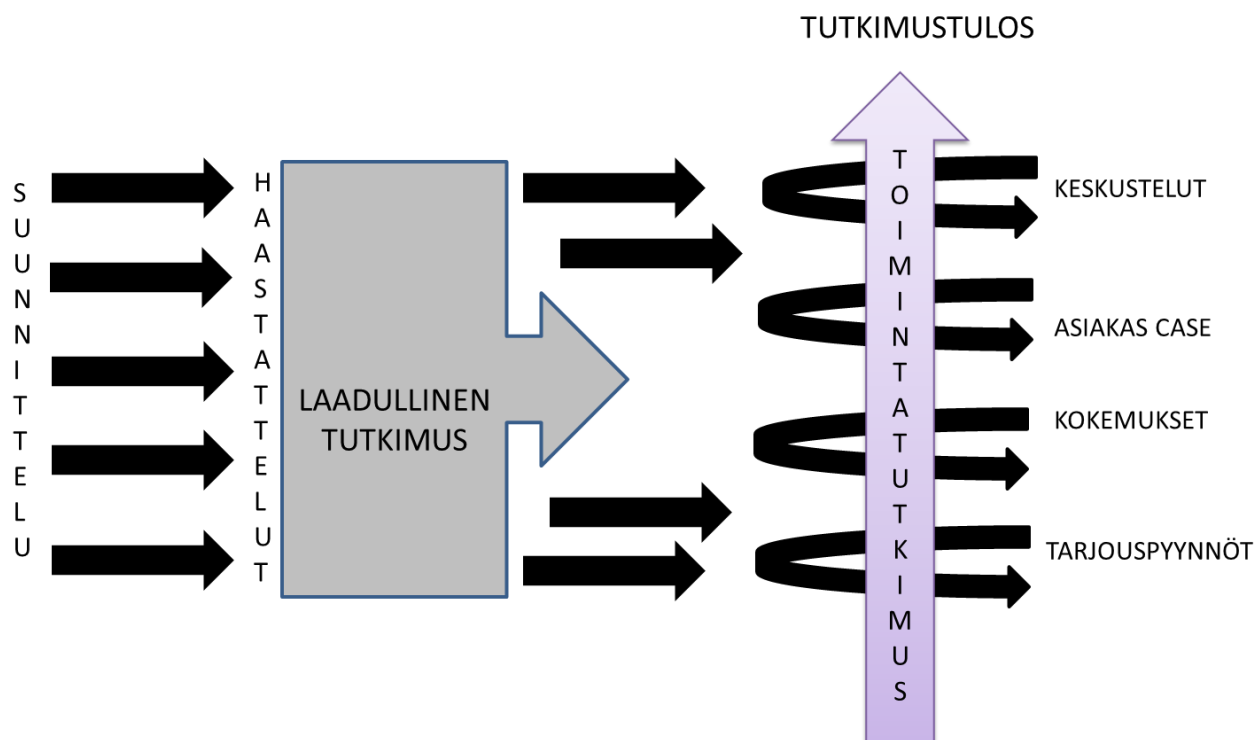 TUTKIMUSTULOS
SUUNNITTELU
HAASTATTELUT
LAADULLINEN
TUTKIMUS
TOIMINTATUTKIMUS
KESKUSTELUT
ASIAKAS CASE
KOKEMUKSET
TARJOUSPYYNNÖT